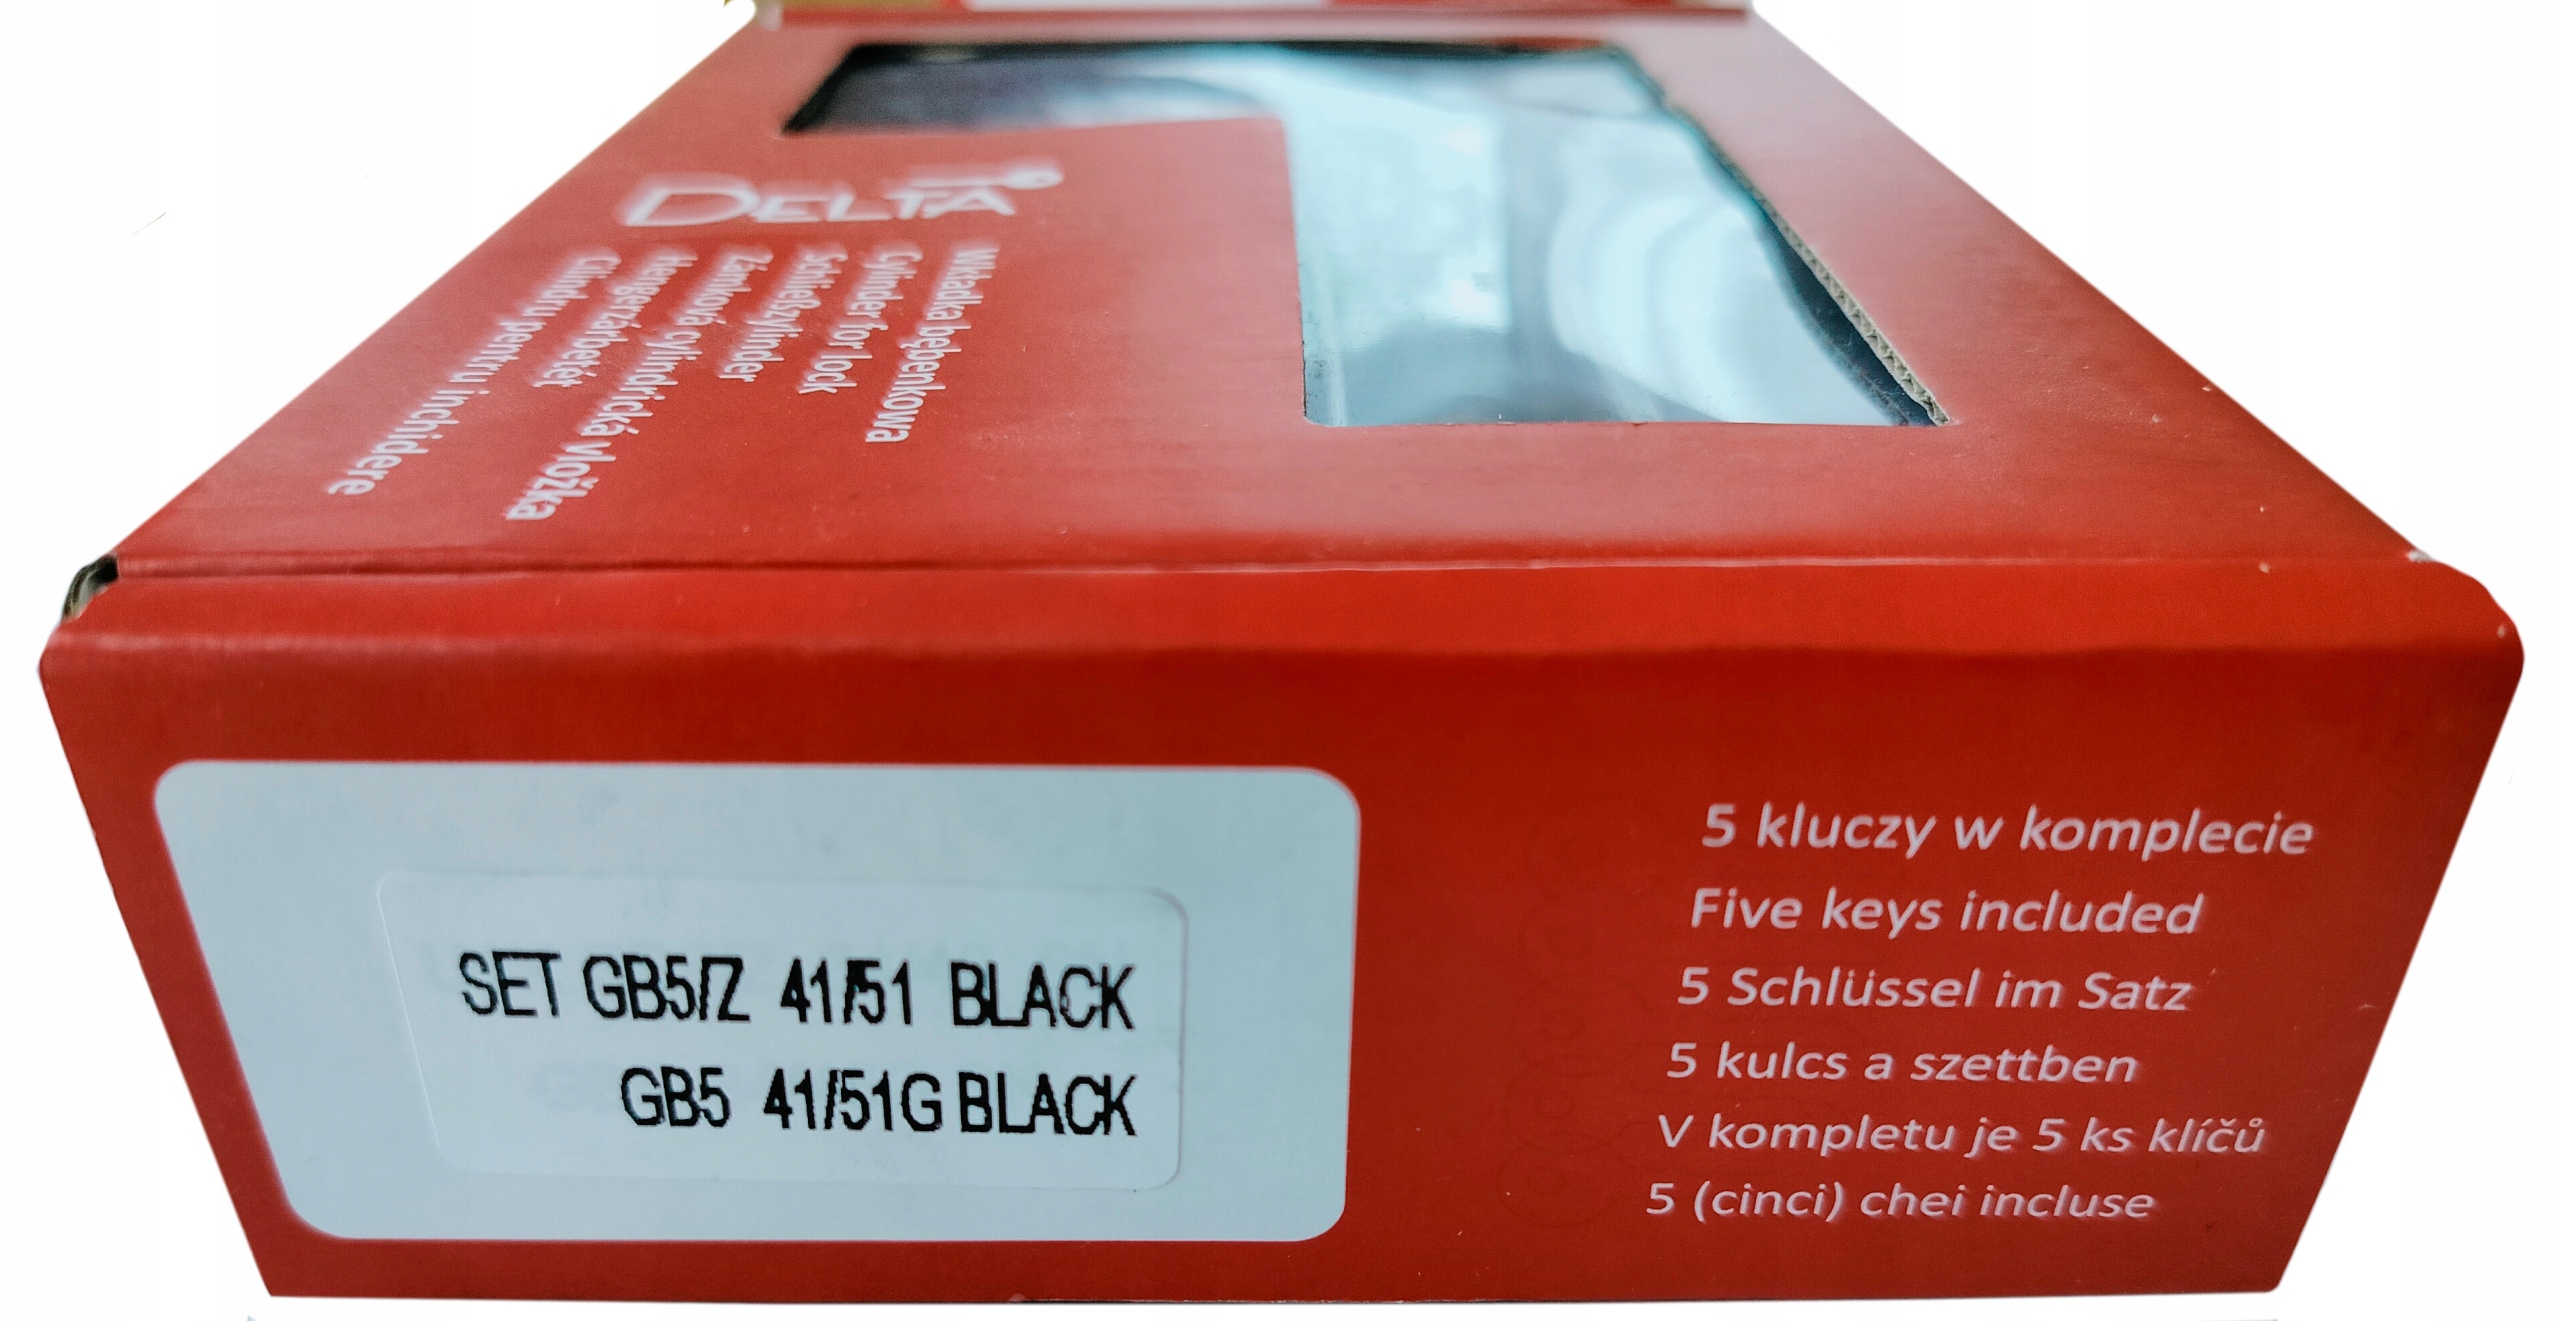 DELTA
Wkładka bębenkowa
Cylinder for lock
Schließzylinder
Zámková cylindrická vložka
Hengerzárbetét
Cilindru pentru închidere
SET GB5/Z 41/51 BLACK
GB5 41/51G BLACK
5 kluczy w komplecie
Five keys included
5 Schlüssel im Satz
5 kulcs a szettben
V kompletu je 5 ks klíčů
5 (cinci) chei incluse